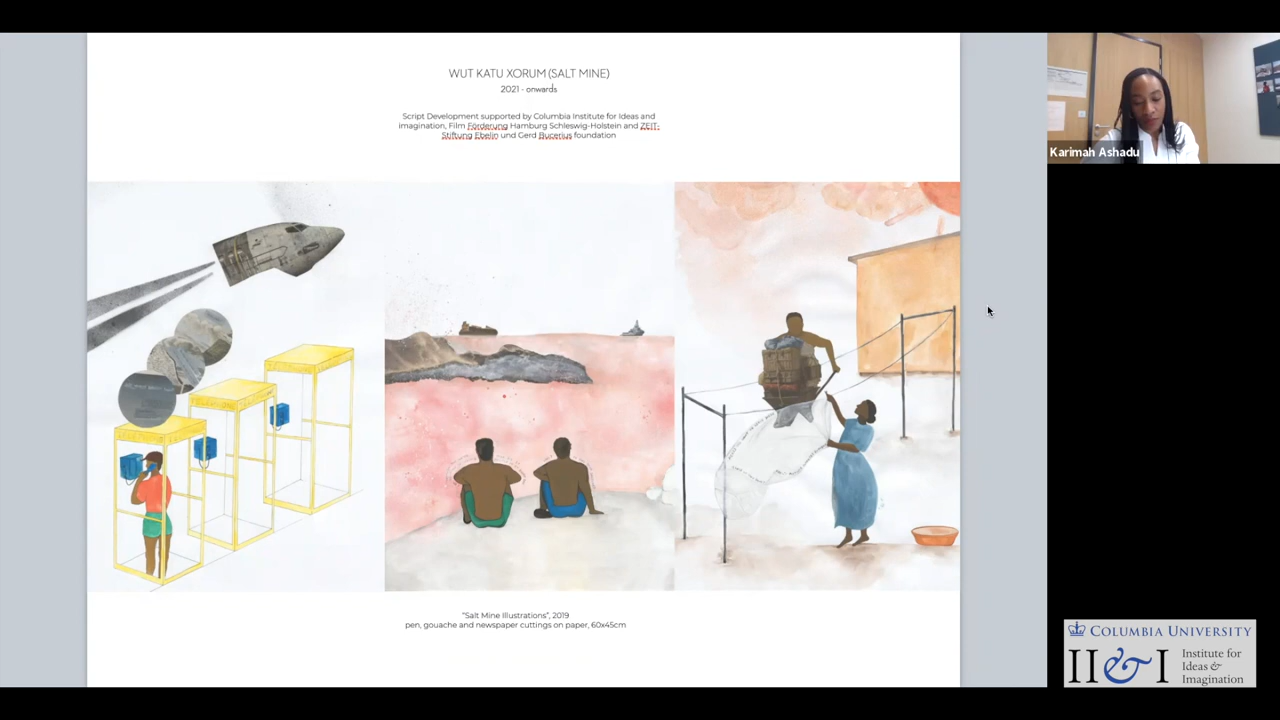 WUT KATU XORUM (SALT MINE)
2021 - onwards
Script Development supported by Columbia Institute for Ideas and
imagination, Film Förderung Hamburg Schleswig-Holstein and ZEIT-
Stiftung Ebelin und Gerd Bucerius foundation
"Salt Mine Illustrations", 2019
pen, gouache and newspaper cuttings on paper, 60x45cm
Karimah Ashadu
COLUMBIA UNIVERSITY
II&I
Institute for
Ideas &
Imagination